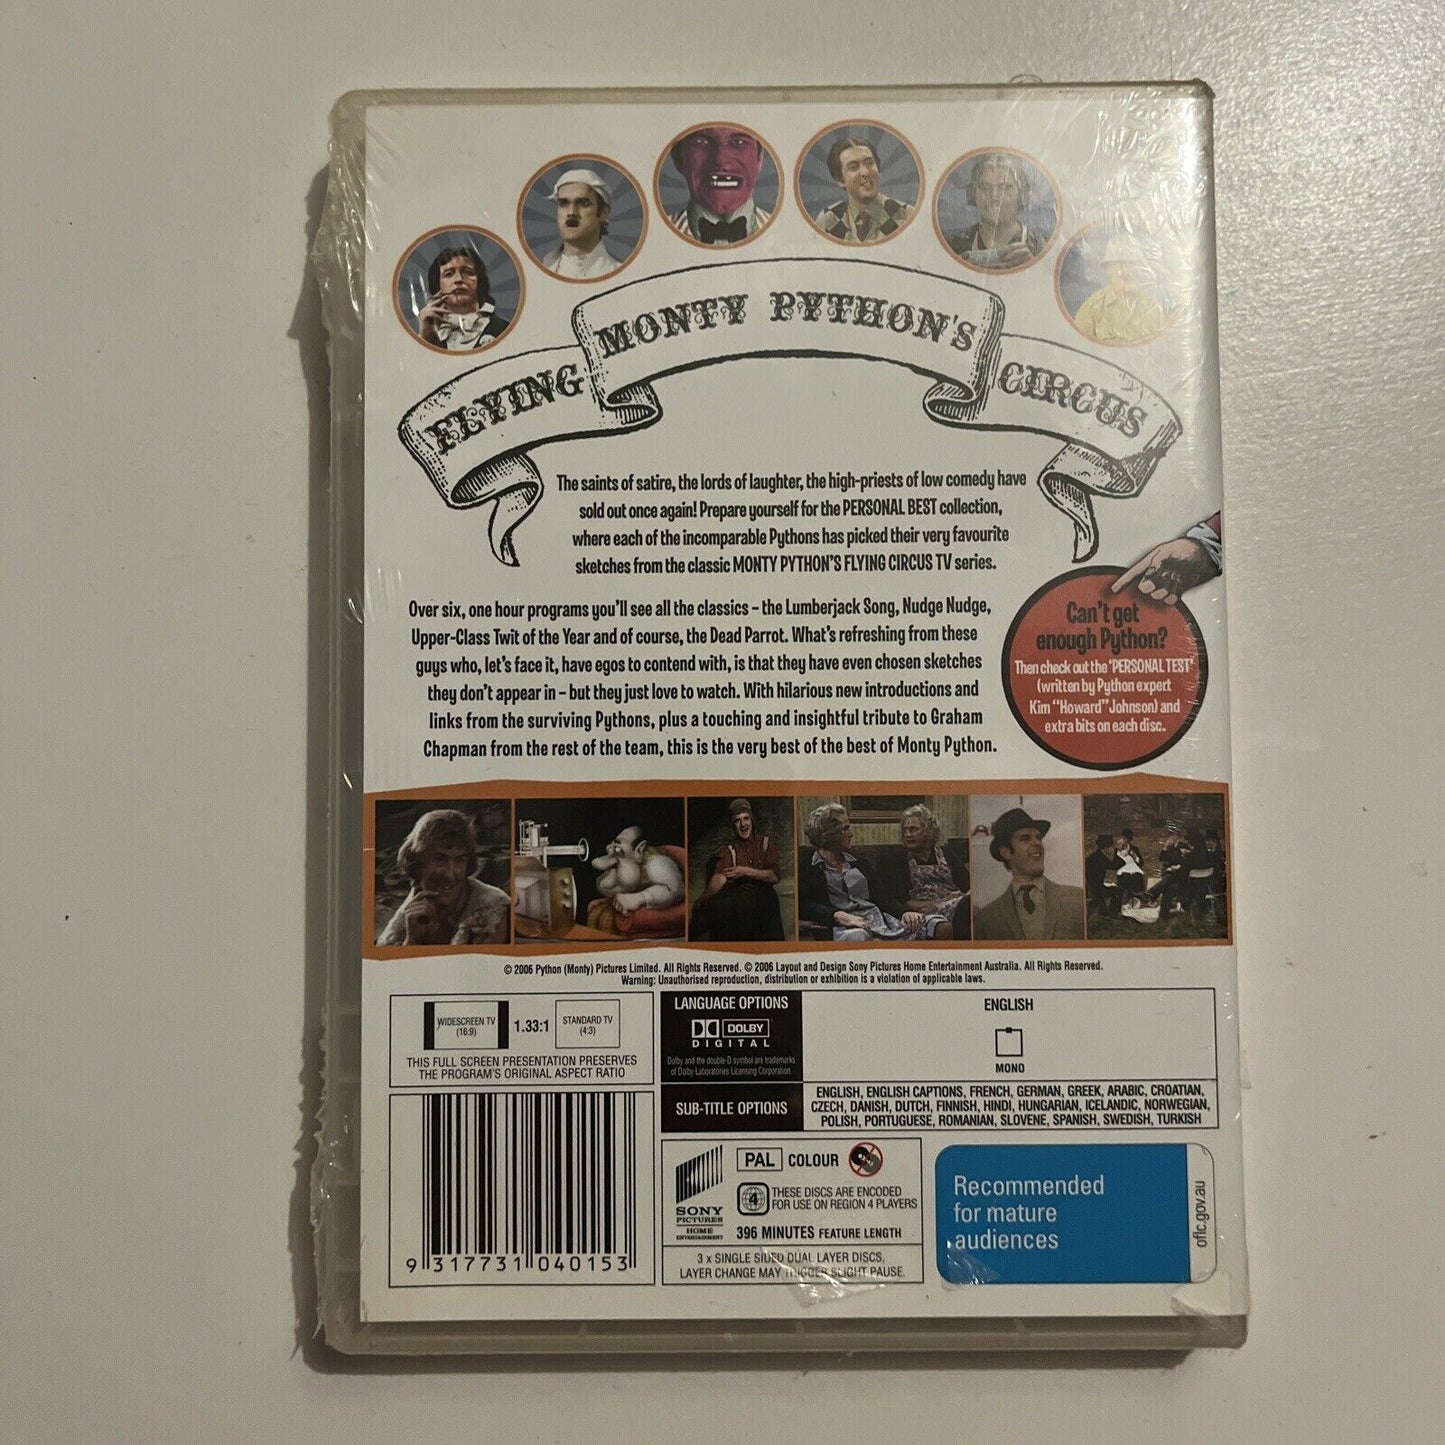 FLYING MONTY PYTHON'S CIRCUS
The saints of satire, the lords of laughter, the high-priests of low comedy have
sold out once again! Prepare yourself for the PERSONAL BEST collection,
where each of the incomparable Pythons has picked their very favourite
sketches from the classic MONTY PYTHON'S FLYING CIRCUS TV series.
Over six, one hour programs you'll see all the classics – the Lumberjack Song, Nudge Nudge,
Upper-Class Twit of the Year and of course, the Dead Parrot. What's refreshing from these
guys who, let's face it, have egos to contend with, is that they have even chosen sketches
they don't appear in – but they just love to watch. With hilarious new introductions and
links from the surviving Pythons, plus a touching and insightful tribute to Graham
Chapman from the rest of the team, this is the very best of the best of Monty Python.
Can't get
enough Python?
Then check out the 'PERSONAL TEST'
(written by Python expert
Kim "Howard" Johnson) and
extra bits on each disc.
© 2006 Python (Monty) Pictures Limited. All Rights Reserved. © 2006 Layout and Design Sony Pictures Home Entertainment Australia. All Rights Reserved.
Warning: Unauthorised reproduction, distribution or exhibition is a violation of applicable laws.
WIDESCREEN TV
(16:9)
1.33:1
STANDARD TV
(4:3)
THIS FULL SCREEN PRESENTATION PRESERVES
THE PROGRAM'S ORIGINAL ASPECT RATIO
LANGUAGE OPTIONS
DOLBY
DIGITAL
Dolby and the double-D symbol are trademarks
of Dolby Laboratories Licensing Corporation.
ENGLISH
MONO
SUB-TITLE OPTIONS
ENGLISH, ENGLISH CAPTIONS, FRENCH, GERMAN, GREEK, ARABIC, CROATIAN,
CZECH, DANISH, DUTCH, FINNISH, HINDI, HUNGARIAN, ICELANDIC, NORWEGIAN,
POLISH, PORTUGUESE, ROMANIAN, SLOVENE, SPANISH, SWEDISH, TURKISH
9 317731 040153
SONY
PICTURES
HOME
ENTERTAINMENT
PAL COLOUR
4
THESE DISCS ARE ENCODED
FOR USE ON REGION 4 PLAYERS
396 MINUTES FEATURE LENGTH
3 x SINGLE SIDED DUAL LAYER DISCS.
LAYER CHANGE MAY TRIGGER SLIGHT PAUSE.
Recommended
for mature
audiences
oflc.gov.au